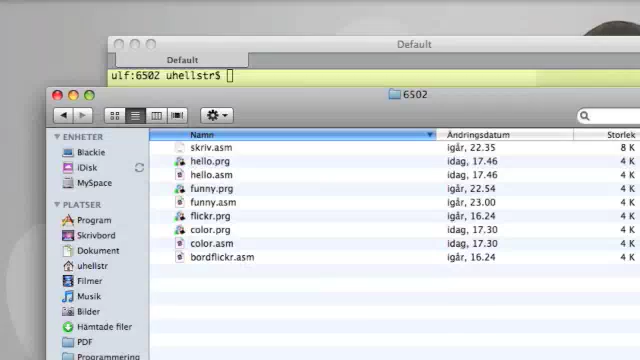 Default
Default
ulf:6502 uhellstr$
6502
Namn Ändringsdatum Storlek
ENHETER
Blackie
iDisk
MySpace
PLATSER
Program
Skrivbord
Dokument
uhellstr
Filmer
Musik
Bilder
Hämtade filer
PDF
Programmering
skriv.asm igår, 22.35 8 K
hello.prg idag, 17.46 4 K
hello.asm idag, 17.46 4 K
funny.prg igår, 22.54 4 K
funny.asm igår, 23.00 4 K
flickr.prg igår, 16.24 4 K
color.prg idag, 17.30 4 K
color.asm idag, 17.30 4 K
bordflickr.asm igår, 16.24 4 K